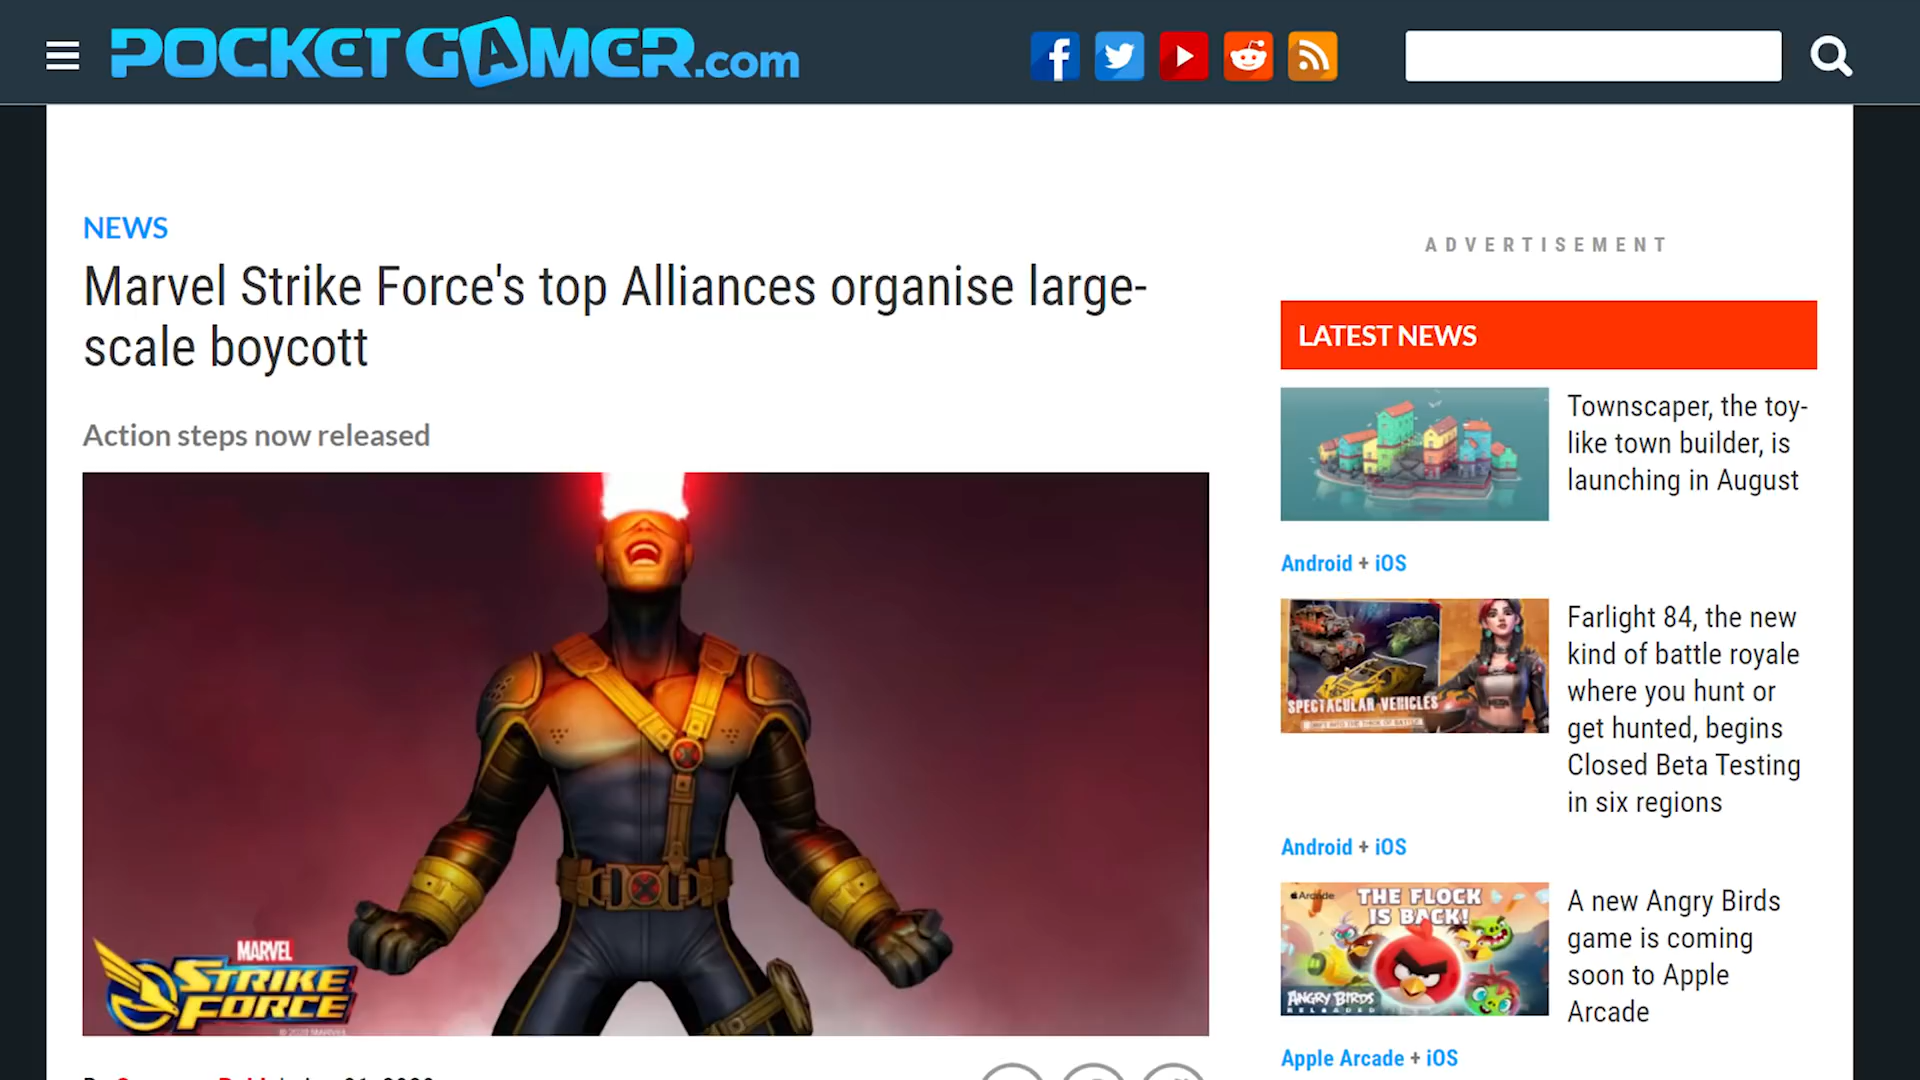 POCKETGAMER.com
NEWS
Marvel Strike Force's top Alliances organise large-
scale boycott
Action steps now released
MARVEL
STRIKE
FORCE
© 2020 MARVEL
ADVERTISEMENT
LATEST NEWS
Townscaper, the toy-
like town builder, is
launching in August
Android + iOS
SPECTACULAR VEHICLES
Farlight 84, the new
kind of battle royale
where you hunt or
get hunted, begins
Closed Beta Testing
in six regions
Android + iOS
Arcade
THE FLOCK
IS BACK!
ANGRY BIRDS
RELOADED
A new Angry Birds
game is coming
soon to Apple
Arcade
Apple Arcade + iOS